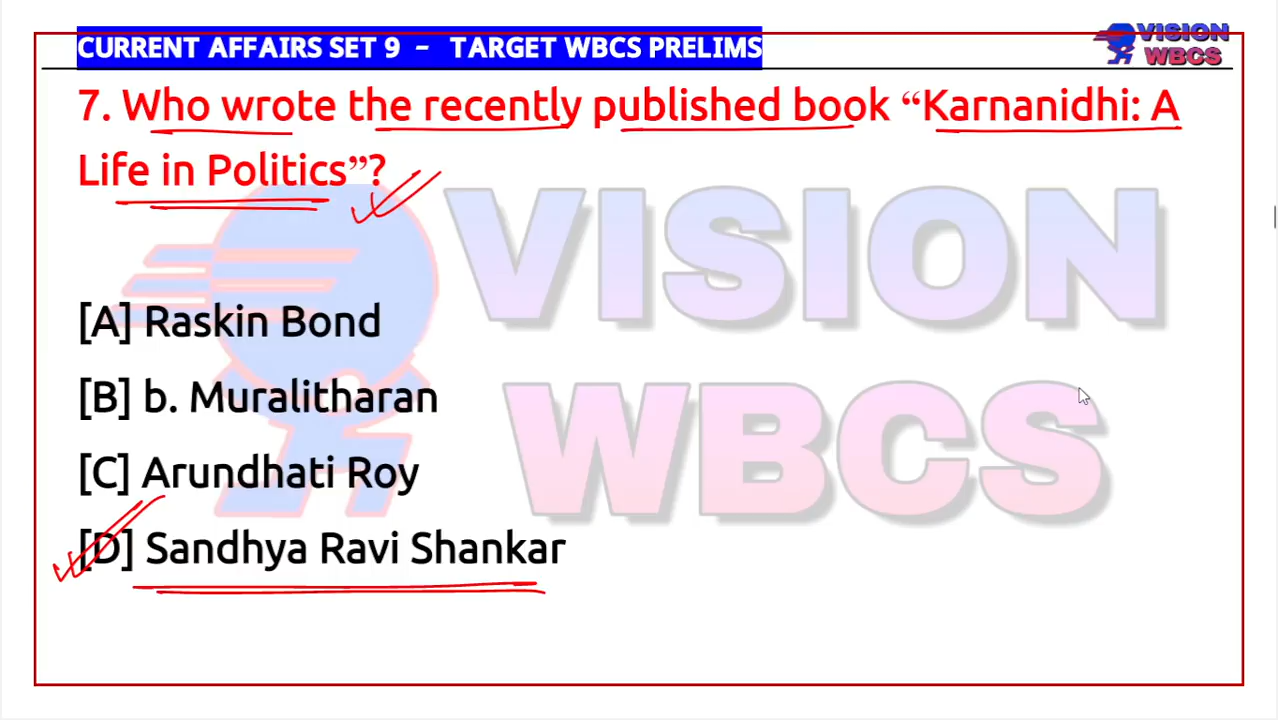 CURRENT AFFAIRS SET 9 - TARGET WBCS PRELIMS
VISION
WBCS
7. Who wrote the recently published book “Karnanidhi: A
Life in Politics”?
VISION
WBCS
[A] Raskin Bond
[B] b. Muralitharan
[C] Arundhati Roy
[D] Sandhya Ravi Shankar